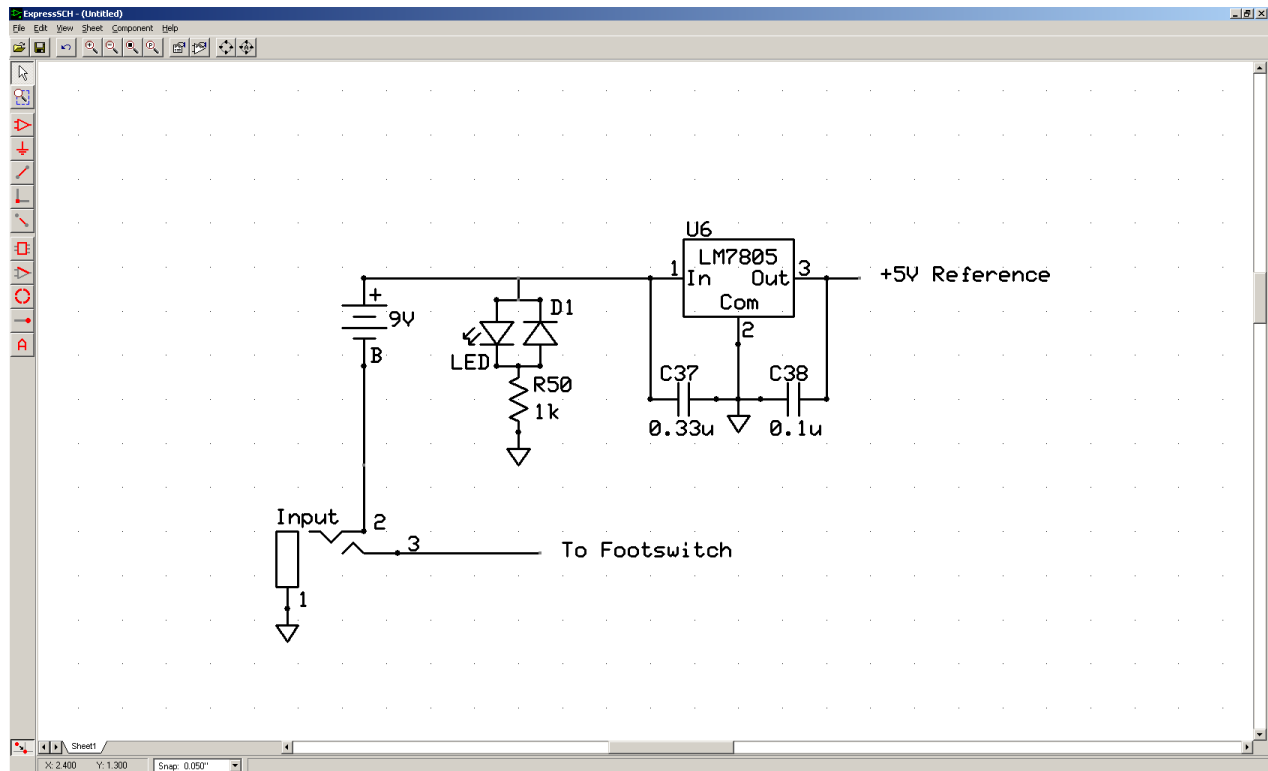 ExpressSCH - (Untitled)
File Edit View Sheet Component Help
U6
LM7805
1 In Out 3
+5V Reference
Com
2
+
9V
B
D1
LED
R50
1k
C37
0.33u
C38
0.1u
Input
2
3
To Footswitch
1
Sheet1
X: 2.400 Y: 1.300 Snap: 0.050"